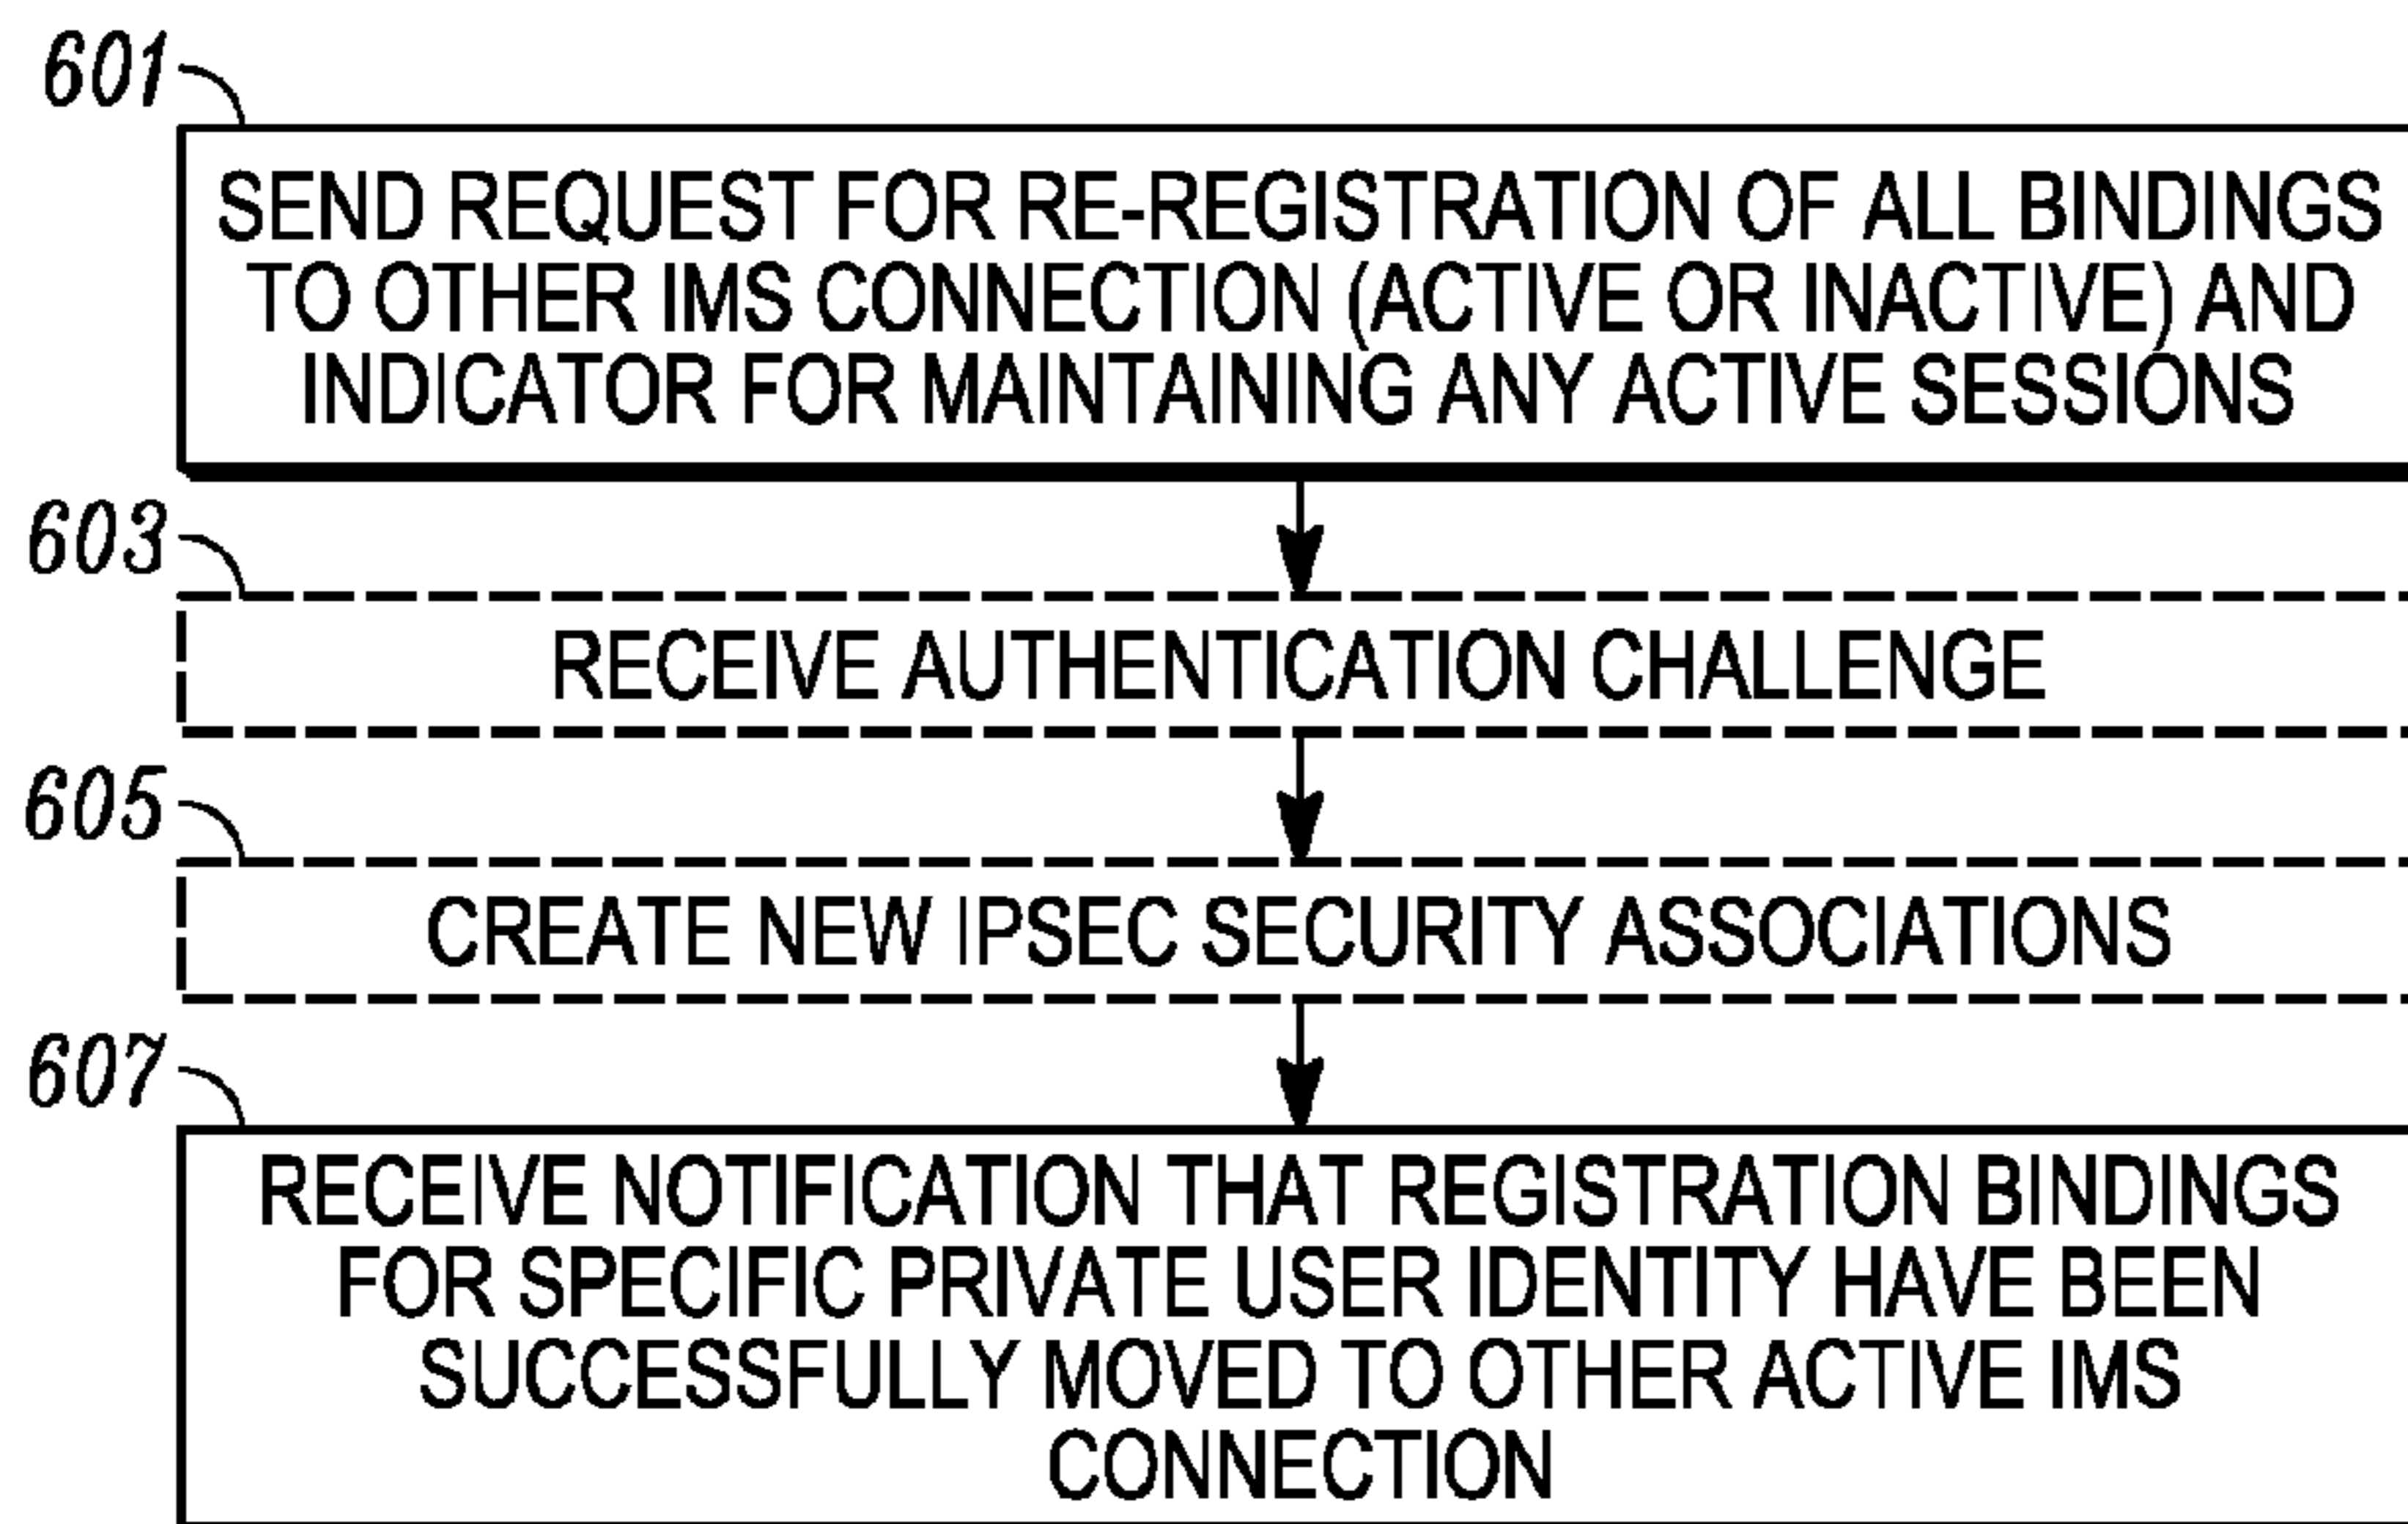 601
SEND REQUEST FOR RE-REGISTRATION OF ALL BINDINGS
TO OTHER IMS CONNECTION (ACTIVE OR INACTIVE) AND
INDICATOR FOR MAINTAINING ANY ACTIVE SESSIONS
603
RECEIVE AUTHENTICATION CHALLENGE
605
CREATE NEW IPSEC SECURITY ASSOCIATIONS
607
RECEIVE NOTIFICATION THAT REGISTRATION BINDINGS
FOR SPECIFIC PRIVATE USER IDENTITY HAVE BEEN
SUCCESSFULLY MOVED TO OTHER ACTIVE IMS
CONNECTION